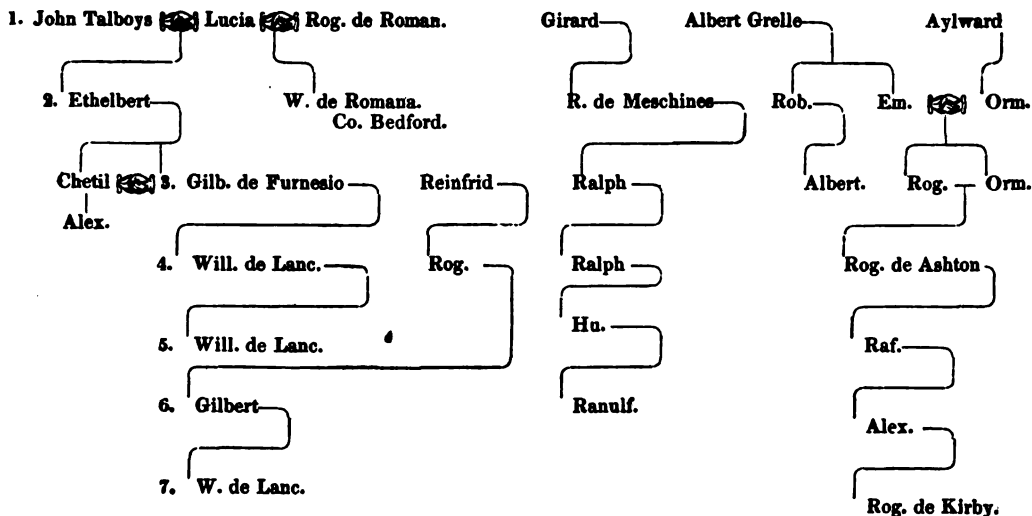 1. John Talboys Lucia Rog. de Roman. Girard Albert Grelle Aylward
2. Ethelbert W. de Romana. R. de Meschines Rob. Em. Orm.
Co. Bedford.
Chetil 3. Gilb. de Furnesio Reinfrid Ralph Albert. Rog. Orm.
Alex.
4. Will. de Lanc. Rog. Ralph Rog. de Ashton
Hu.
5. Will. de Lanc. Raf.
6. Gilbert Ranulf.
Alex.
7. W. de Lanc.
Rog. de Kirby.